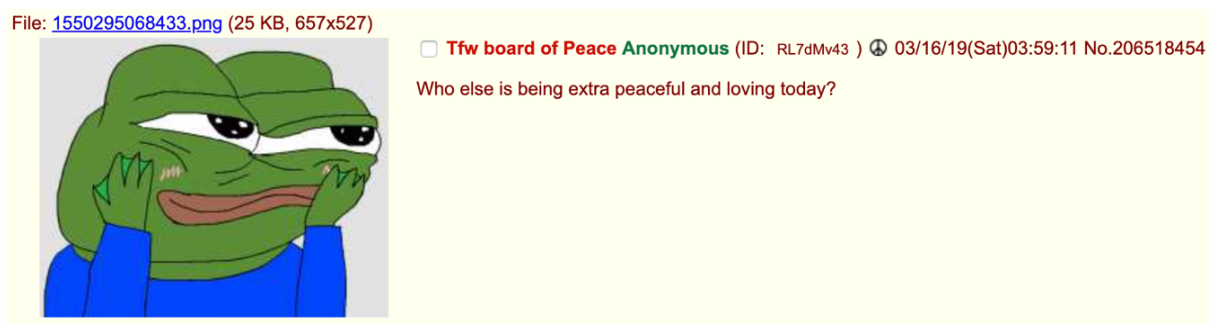 File: 1550295068433.png (25 KB, 657x527)
Tfw board of Peace Anonymous (ID: RL7dMv43 ) ☮ 03/16/19(Sat)03:59:11 No.206518454
Who else is being extra peaceful and loving today?